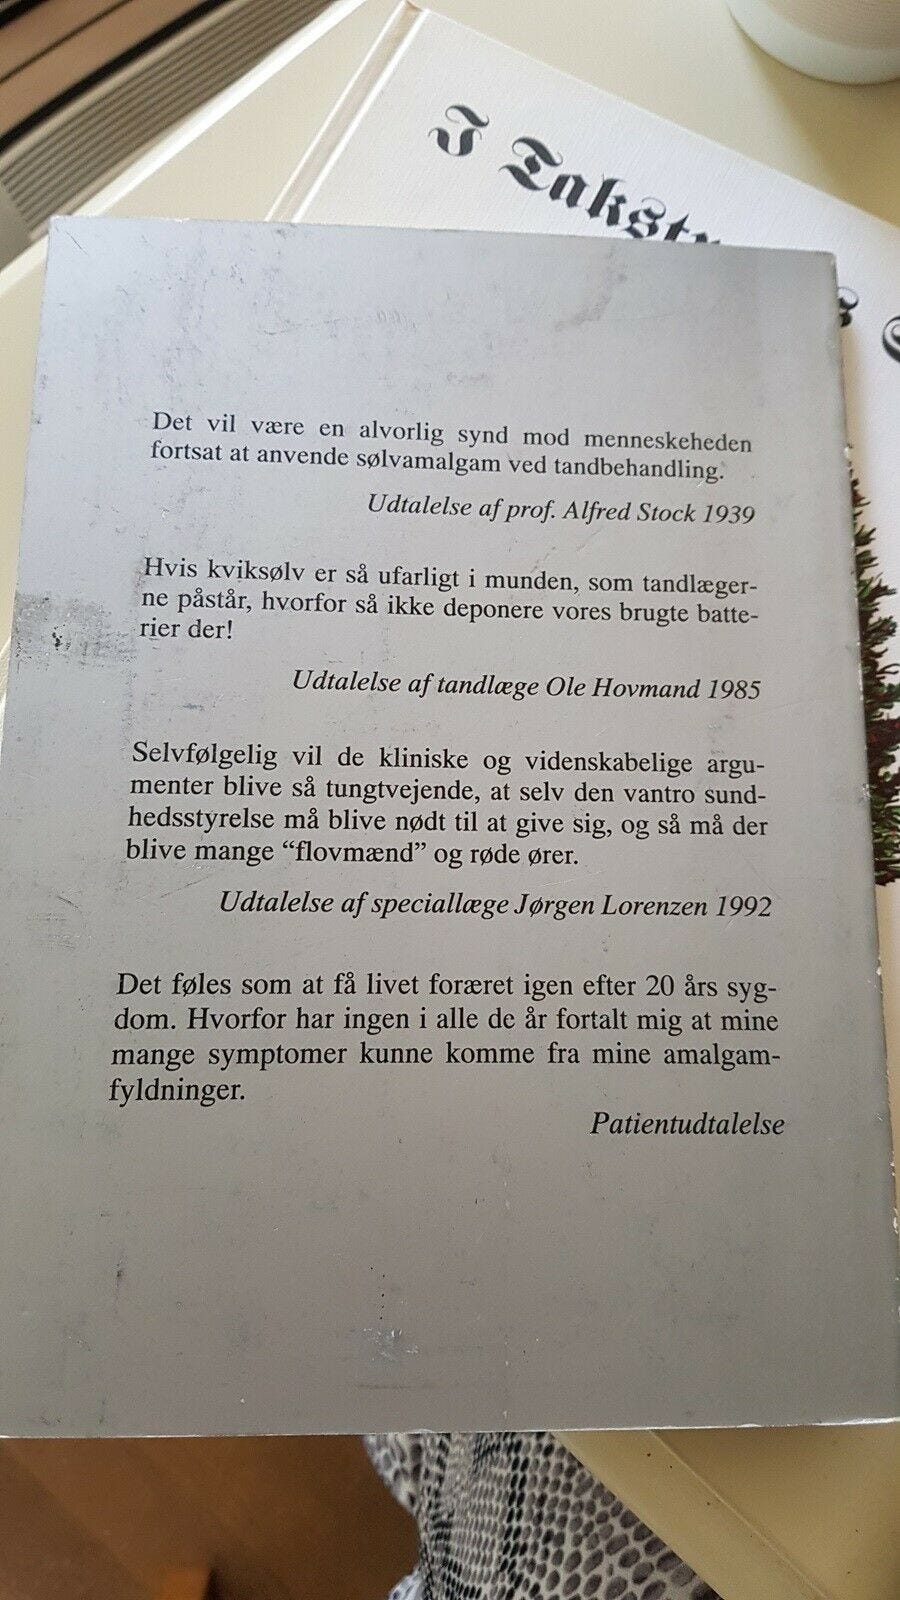 I Takst
Det vil være en alvorlig synd mod menneskeheden
fortsat at anvende sølvamalgam ved tandbehandling.
Udtalelse af prof. Alfred Stock 1939
Hvis kviksølv er så ufarligt i munden, som tandlæger-
ne påstår, hvorfor så ikke deponere vores brugte batte-
rier der!
Udtalelse af tandlæge Ole Hovmand 1985
Selvfølgelig vil de kliniske og videnskabelige argu-
menter blive så tungtvejende, at selv den vantro sund-
hedsstyrelse må blive nødt til at give sig, og så må der
blive mange “flovmænd” og røde ører.
Udtalelse af speciallæge Jørgen Lorenzen 1992
Det føles som at få livet foræret igen efter 20 års syg-
dom. Hvorfor har ingen i alle de år fortalt mig at mine
mange symptomer kunne komme fra mine amalgam-
fyldninger.
Patientudtalelse